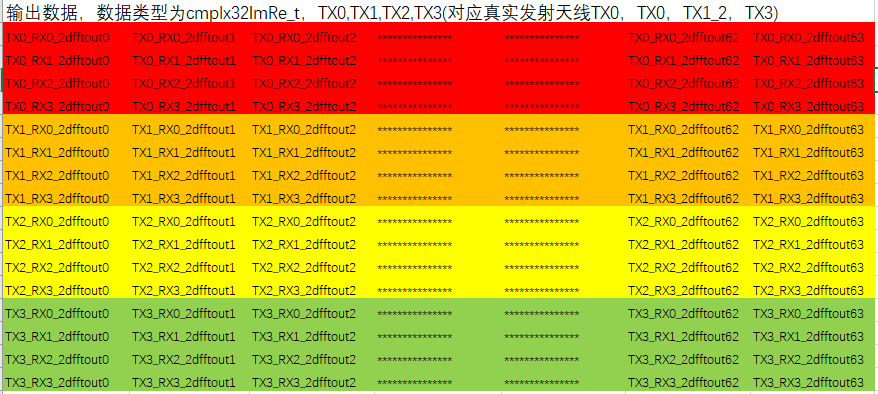 输出数据，数据类型为cmplx32ImRe_t，TX0,TX1,TX2,TX3(对应真实发射天线TX0，TX0，TX1_2，TX3)
TX0_RX0_2dfftout0 TX0_RX0_2dfftout1 TX0_RX0_2dfftout2 *************** *************** TX0_RX0_2dfftout62 TX0_RX0_2dfftout63
TX0_RX1_2dfftout0 TX0_RX1_2dfftout1 TX0_RX1_2dfftout2 *************** *************** TX0_RX1_2dfftout62 TX0_RX1_2dfftout63
TX0_RX2_2dfftout0 TX0_RX2_2dfftout1 TX0_RX2_2dfftout2 *************** *************** TX0_RX2_2dfftout62 TX0_RX2_2dfftout63
TX0_RX3_2dfftout0 TX0_RX3_2dfftout1 TX0_RX3_2dfftout2 *************** *************** TX0_RX3_2dfftout62 TX0_RX3_2dfftout63
TX1_RX0_2dfftout0 TX1_RX0_2dfftout1 TX1_RX0_2dfftout2 *************** *************** TX1_RX0_2dfftout62 TX1_RX0_2dfftout63
TX1_RX1_2dfftout0 TX1_RX1_2dfftout1 TX1_RX1_2dfftout2 *************** *************** TX1_RX1_2dfftout62 TX1_RX1_2dfftout63
TX1_RX2_2dfftout0 TX1_RX2_2dfftout1 TX1_RX2_2dfftout2 *************** *************** TX1_RX2_2dfftout62 TX1_RX2_2dfftout63
TX1_RX3_2dfftout0 TX1_RX3_2dfftout1 TX1_RX3_2dfftout2 *************** *************** TX1_RX3_2dfftout62 TX1_RX3_2dfftout63
TX2_RX0_2dfftout0 TX2_RX0_2dfftout1 TX2_RX0_2dfftout2 *************** *************** TX2_RX0_2dfftout62 TX2_RX0_2dfftout63
TX2_RX1_2dfftout0 TX2_RX1_2dfftout1 TX2_RX1_2dfftout2 *************** *************** TX2_RX1_2dfftout62 TX2_RX1_2dfftout63
TX2_RX2_2dfftout0 TX2_RX2_2dfftout1 TX2_RX2_2dfftout2 *************** *************** TX2_RX2_2dfftout62 TX2_RX2_2dfftout63
TX2_RX3_2dfftout0 TX2_RX3_2dfftout1 TX2_RX3_2dfftout2 *************** *************** TX2_RX3_2dfftout62 TX2_RX3_2dfftout63
TX3_RX0_2dfftout0 TX3_RX0_2dfftout1 TX3_RX0_2dfftout2 *************** *************** TX3_RX0_2dfftout62 TX3_RX0_2dfftout63
TX3_RX1_2dfftout0 TX3_RX1_2dfftout1 TX3_RX1_2dfftout2 *************** *************** TX3_RX1_2dfftout62 TX3_RX1_2dfftout63
TX3_RX2_2dfftout0 TX3_RX2_2dfftout1 TX3_RX2_2dfftout2 *************** *************** TX3_RX2_2dfftout62 TX3_RX2_2dfftout63
TX3_RX3_2dfftout0 TX3_RX3_2dfftout1 TX3_RX3_2dfftout2 *************** *************** TX3_RX3_2dfftout62 TX3_RX3_2dfftout63